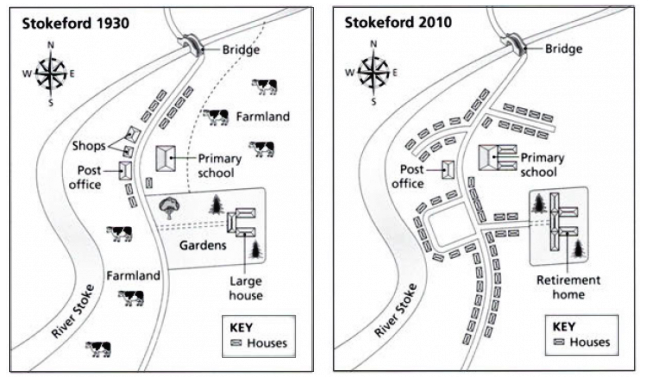 Stokeford 1930
N
W E
S
Bridge
Farmland
Shops
Post
office
Primary
school
Gardens
Farmland
Large
house
River Stoke
KEY
Houses
Stokeford 2010
N
W E
S
Bridge
Post
office
Primary
school
Retirement
home
River Stoke
KEY
Houses